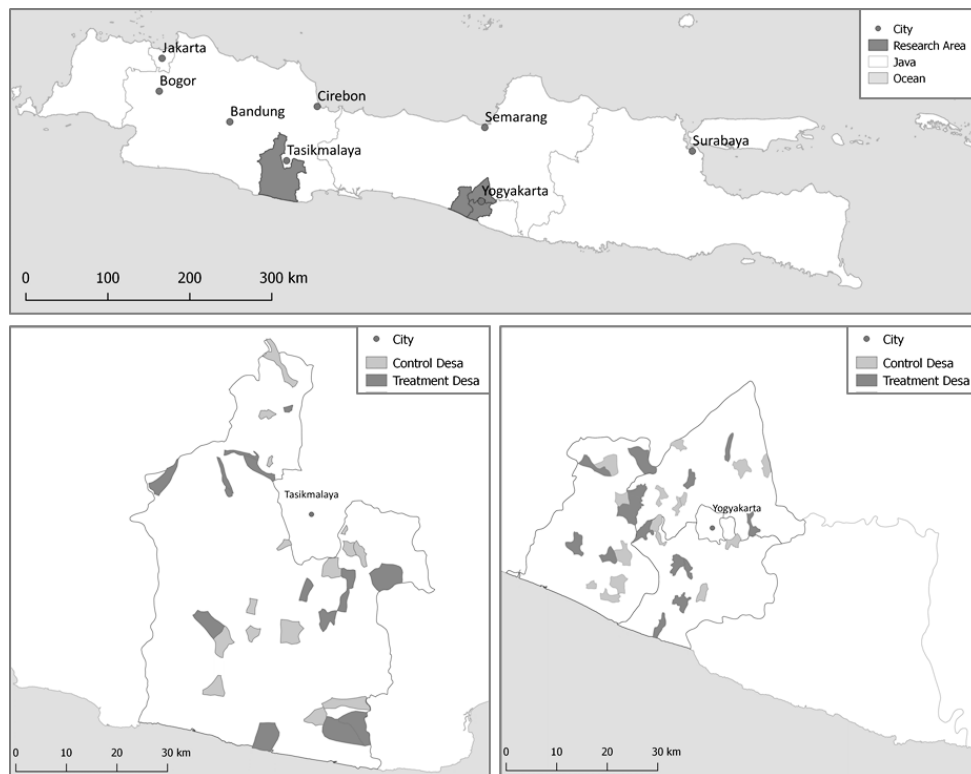 City
Research Area
Java
Ocean
Jakarta
Bogor
Bandung
Cirebon
Tasikmalaya
Semarang
Yogyakarta
Surabaya
0 100 200 300 km
City
Control Desa
Treatment Desa
Tasikmalaya
0 10 20 30 km
City
Control Desa
Treatment Desa
Yogyakarta
0 10 20 30 km